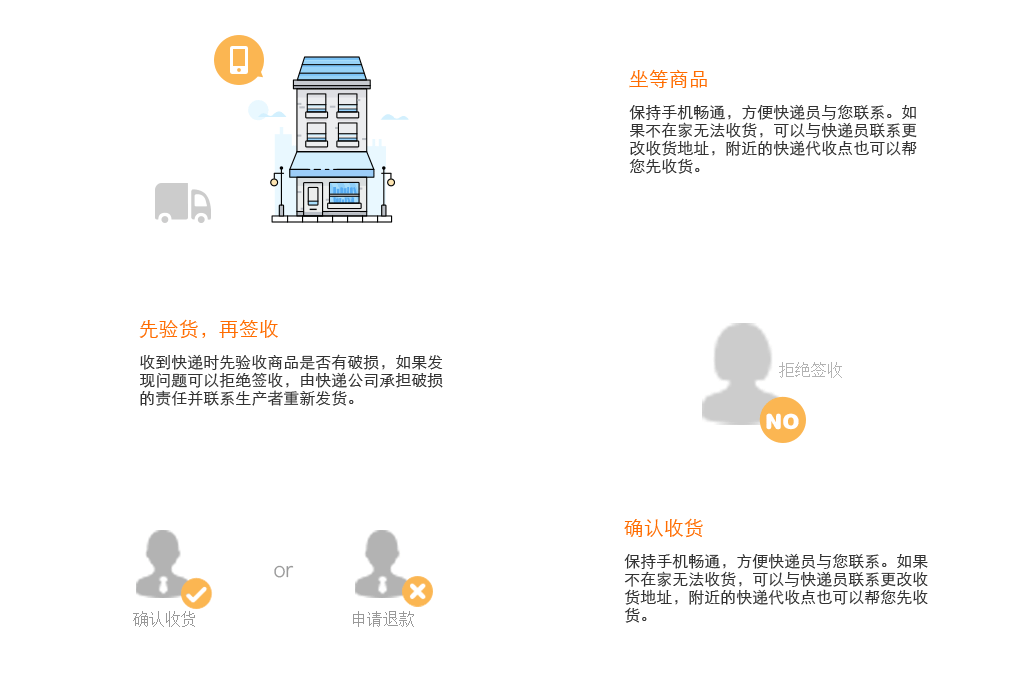 坐等商品
保持手机畅通，方便快递员与您联系。如
果不在家无法收货，可以与快递员联系更
改收货地址，附近的快递代收点也可以帮
您先收货。
先验货，再签收
收到快递时先验收商品是否有破损，如果发
现问题可以拒绝签收，由快递公司承担破损
的责任并联系生产者重新发货。
拒绝签收
NO
确认收货
or
申请退款
确认收货
保持手机畅通，方便快递员与您联系。如果
不在家无法收货，可以与快递员联系更改收
货地址，附近的快递代收点也可以帮您先收
货。